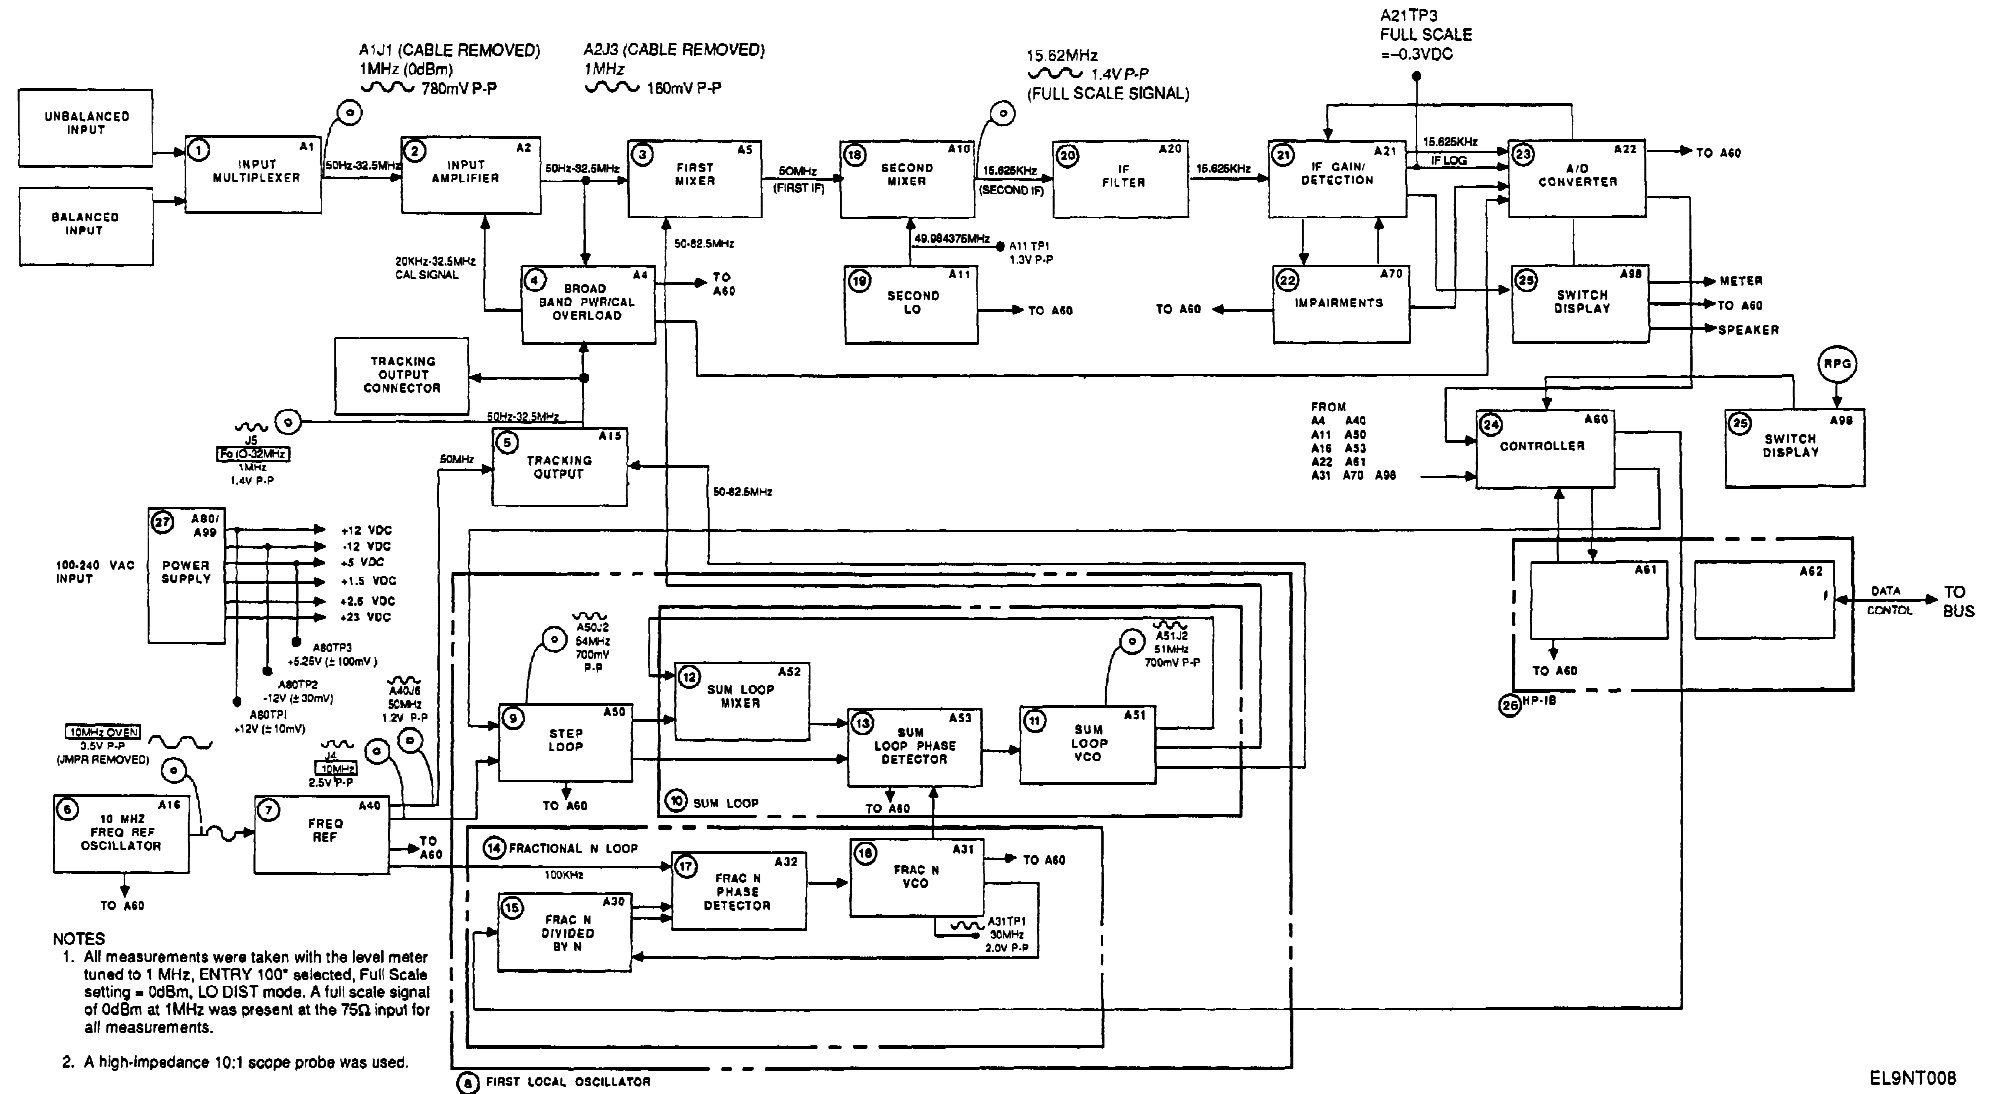 A1J1 (CABLE REMOVED)
1MHz (0dBm)
780mV P-P
A2J3 (CABLE REMOVED)
1MHz
160mV P-P
15.62MHz
1.4V P-P
(FULL SCALE SIGNAL)
A21TP3
FULL SCALE
=-0.3VDC
UNBALANCED
INPUT
BALANCED
INPUT
1 A1
INPUT
MULTIPLEXER
50Hz-32.5MHz
2 A2
INPUT
AMPLIFIER
50Hz-32.5MHz
3 A5
FIRST
MIXER
50MHz
(FIRST IF)
18 A10
SECOND
MIXER
15.625KHz
(SECOND IF)
20 A20
IF
FILTER
15.625KHz
21 A21
IF GAIN/
DETECTION
15.625KHz
IF LOG
23 A22
A/D
CONVERTER
TO A60
20KHz-32.5MHz
CAL SIGNAL
4 A4
BROAD
BAND PWR/CAL
OVERLOAD
TO
A60
50-82.5MHz
49.984375MHz
A11 TP1
1.3V P-P
19 A11
SECOND
LO
TO A60
TO A60
22 A70
IMPAIRMENTS
25 A98
SWITCH
DISPLAY
METER
TO A60
SPEAKER
TRACKING
OUTPUT
CONNECTOR
50Hz-32.5MHz
J5
Fo (0-32MHz
1MHz
1.4V P-P
5 A15
TRACKING
OUTPUT
50MHz
50-82.5MHz
FROM
A4 A40
A11 A50
A16 A53
A22 A61
A31 A70 A98
24 A60
CONTROLLER
RPG
25 A98
SWITCH
DISPLAY
100-240 VAC
INPUT
27 A80/
A99
POWER
SUPPLY
+12 VDC
-12 VDC
+5 VDC
+1.5 VDC
+2.5 VDC
+23 VDC
A80TP3
+5.25V (±100mV)
A80TP2
-12V (±30mV)
A80TP1
+12V (±10mV)
A61
A62
DATA
CONTOL
TO
BUS
TO A60
26 HP-IB
A50J2
64MHz
700mV
P-P
A51J2
51MHz
700mV P-P
12 A52
SUM LOOP
MIXER
9 A50
STEP
LOOP
TO A60
13 A53
SUM
LOOP PHASE
DETECTOR
TO A60
11 A51
SUM
LOOP
VCO
10 SUM LOOP
10MHz OVEN
3.5V P-P
(JMPR REMOVED)
A40J6
50MHz
1.2V P-P
J4
10MHz
2.5V P-P
6 A16
10 MHZ
FREQ REF
OSCILLATOR
TO A60
7 A40
FREQ
REF
TO
A60
100KHz
14 FRACTIONAL N LOOP
17 A32
FRAC N
PHASE
DETECTOR
16 A31
FRAC N
VCO
TO A60
15 A30
FRAC N
DIVIDED
BY N
A31TP1
30MHz
2.0V P-P
8 FIRST LOCAL OSCILLATOR
NOTES
1. All measurements were taken with the level meter
tuned to 1 MHz, ENTRY 100* selected, Full Scale
setting = 0dBm, LO DIST mode. A full scale signal
of 0dBm at 1MHz was present at the 75Ω input for
all measurements.
2. A high-impedance 10:1 scope probe was used.
EL9NT008